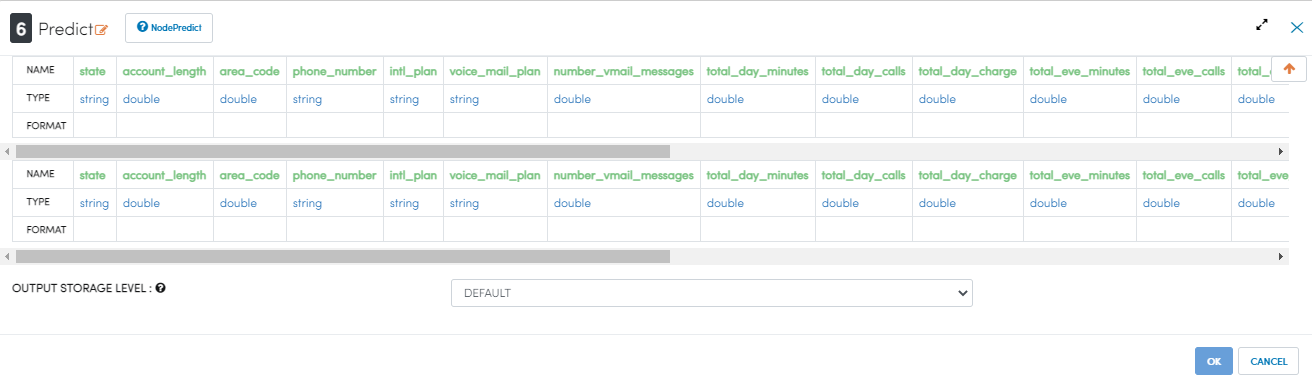 6 Predict NodePredict
NAME state account_length area_code phone_number intl_plan voice_mail_plan number_vmail_messages total_day_minutes total_day_calls total_day_charge total_eve_minutes total_eve_calls
TYPE string double double string string string double double double double double double double
FORMAT
NAME state account_length area_code phone_number intl_plan voice_mail_plan number_vmail_messages total_day_minutes total_day_calls total_day_charge total_eve_minutes total_eve_calls total_eve
TYPE string double double string string string double double double double double double double
FORMAT
OUTPUT STORAGE LEVEL : DEFAULT
OK CANCEL